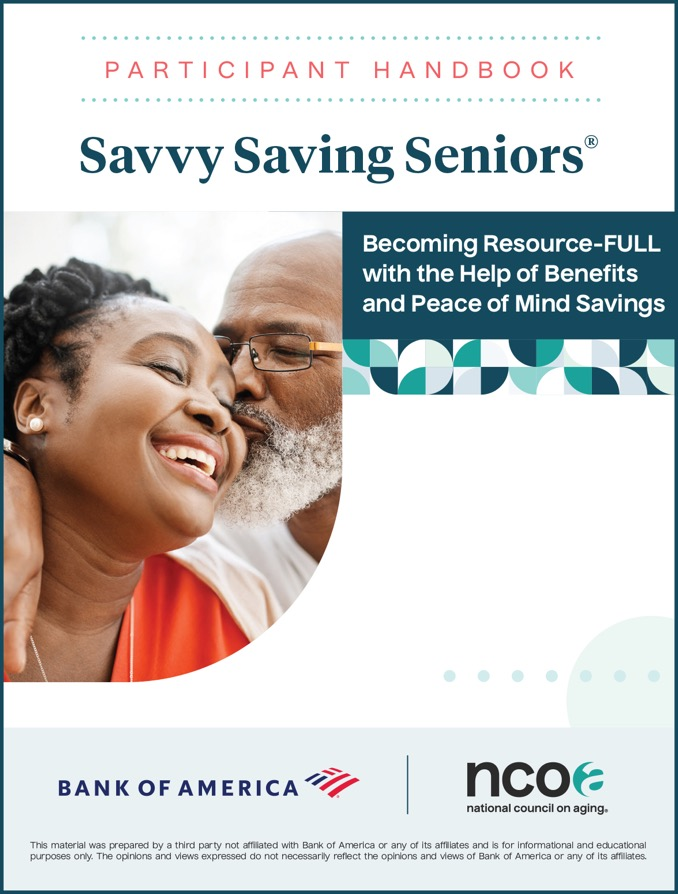 PARTICIPANT HANDBOOK
Savvy Saving Seniors®
Becoming Resource-FULL
with the Help of Benefits
and Peace of Mind Savings
BANK OF AMERICA
ncoa
national council on aging®
This material was prepared by a third party not affiliated with Bank of America or any of its affiliates and is for informational and educational
purposes only. The opinions and views expressed do not necessarily reflect the opinions and views of Bank of America or any of its affiliates.